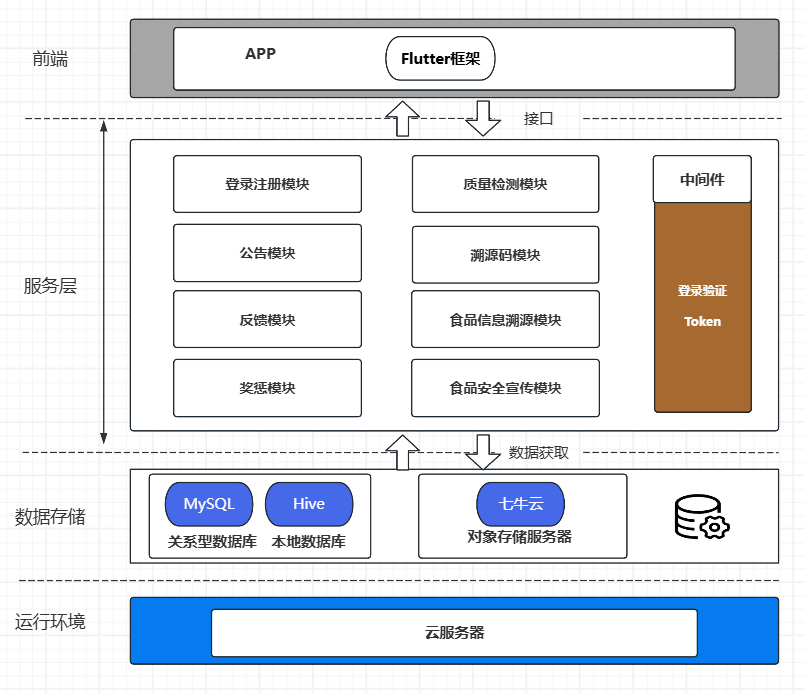 前端
APP
Flutter框架
接口
服务层
登录注册模块
质量检测模块
中间件
公告模块
溯源码模块
登录验证
Token
反馈模块
食品信息溯源模块
奖惩模块
食品安全宣传模块
数据获取
数据存储
MySQL
Hive
七牛云
关系型数据库
本地数据库
对象存储服务器
运行环境
云服务器